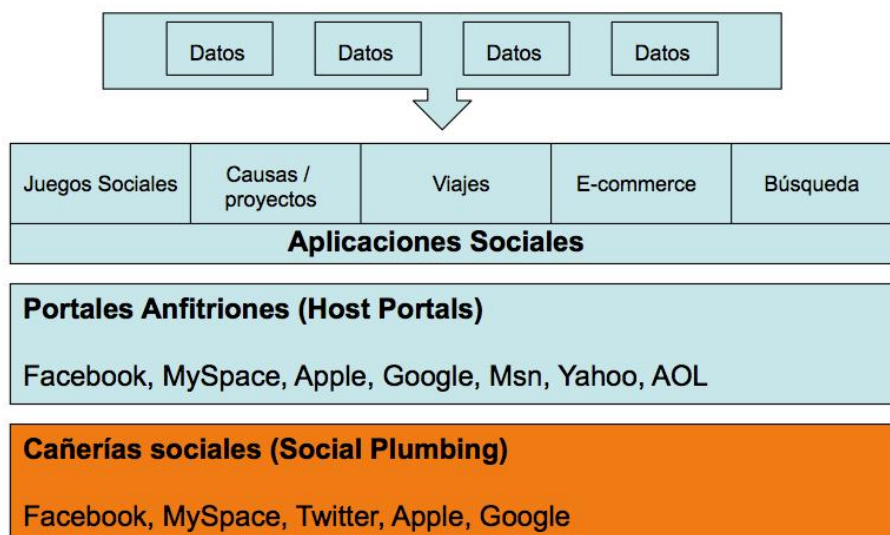 Datos Datos Datos Datos
Juegos Sociales
Causas /
proyectos
Viajes
E-commerce
Búsqueda
Aplicaciones Sociales
Portales Anfitriones (Host Portals)
Facebook, MySpace, Apple, Google, Msn, Yahoo, AOL
Cañerías sociales (Social Plumbing)
Facebook, MySpace, Twitter, Apple, Google